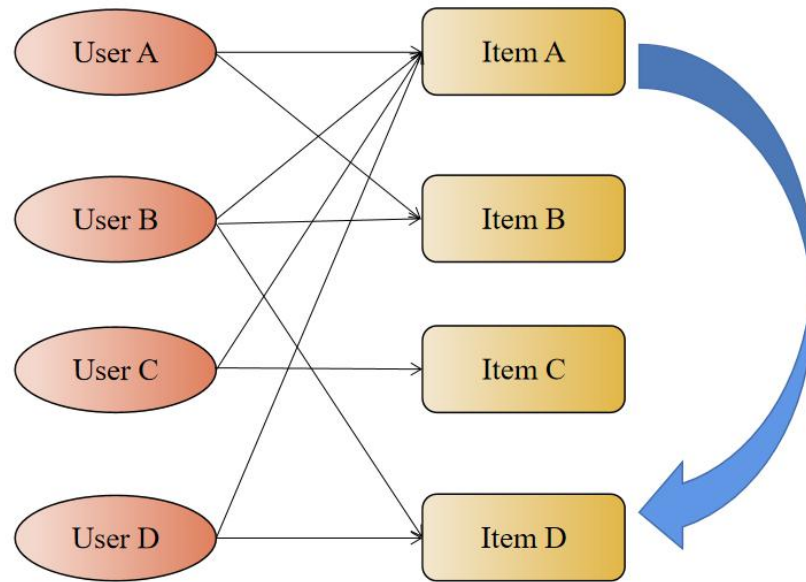 User A
Item A
User B
Item B
User C
Item C
User D
Item D